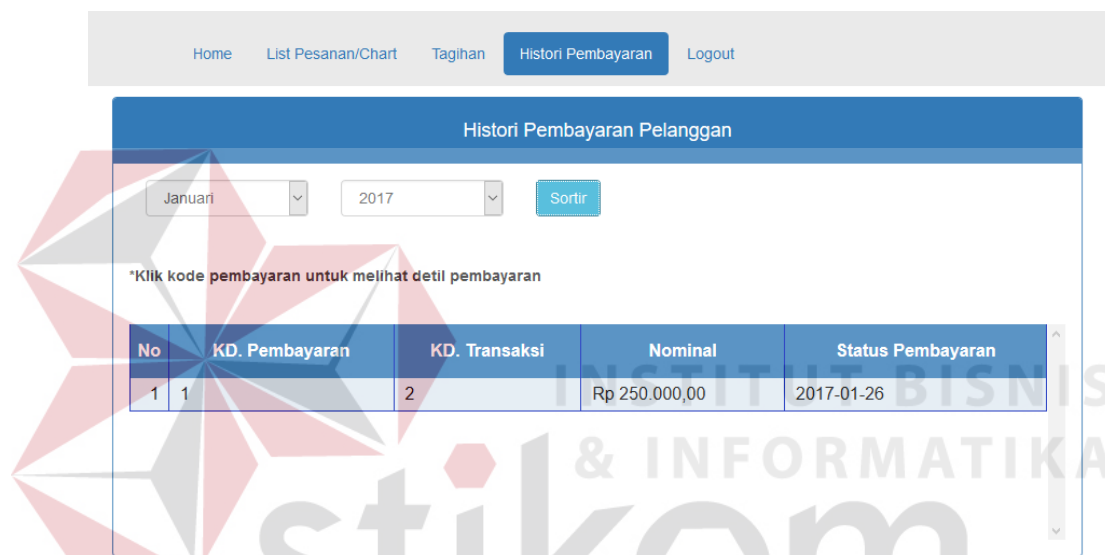 Home List Pesanan/Chart Tagihan Histori Pembayaran Logout
Histori Pembayaran Pelanggan
Januari 2017 Sortir
*Klik kode pembayaran untuk melihat detil pembayaran
No KD. Pembayaran KD. Transaksi Nominal Status Pembayaran
1 1 2 Rp 250.000,00 2017-01-26
INSTITUT BISNIS
& INFORMATIKA
stikom